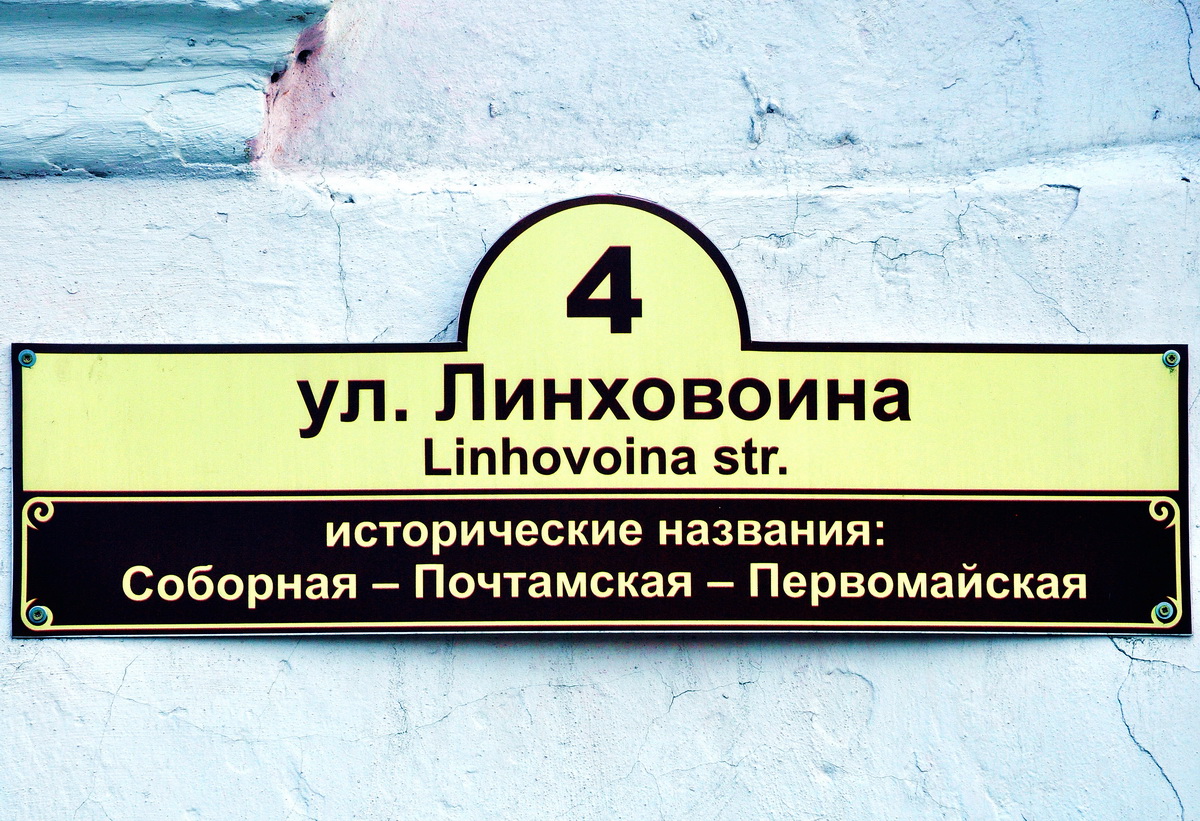 4
ул. Линховоина
Linhovoina str.
исторические названия:
Соборная – Почтамская – Первомайская